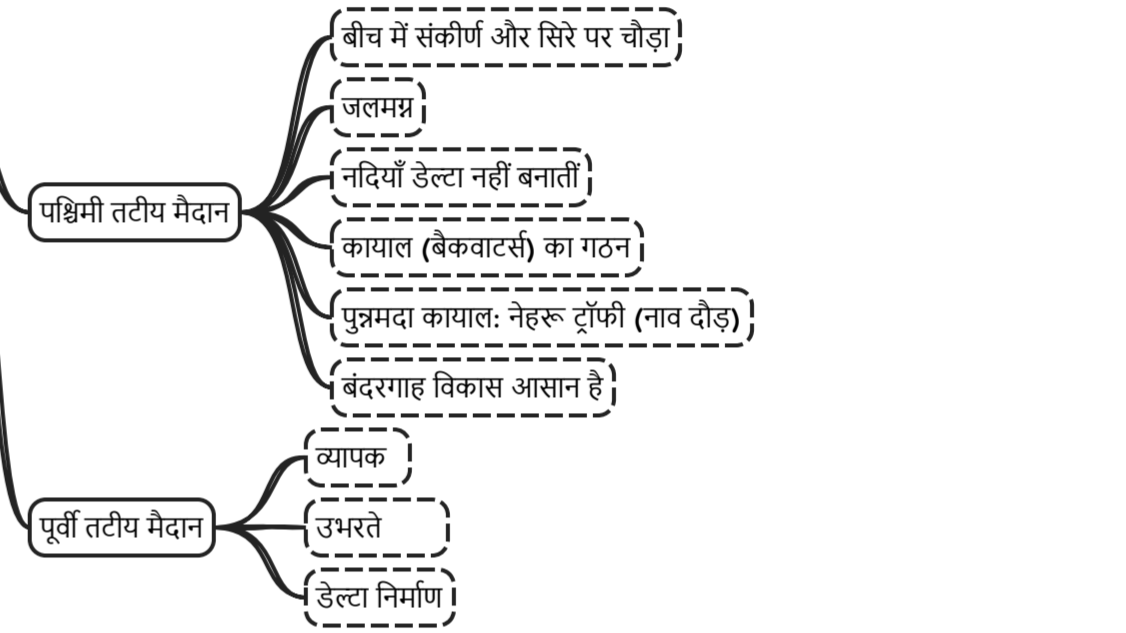 पश्चिमी तटीय मैदान
बीच में संकीर्ण और सिरे पर चौड़ा
जलमग्न
नदियाँ डेल्टा नहीं बनातीं
कायाल (बैकवाटर्स) का गठन
पुन्नमदा कायाल: नेहरू ट्रॉफी (नाव दौड़)
बंदरगाह विकास आसान है
पूर्वी तटीय मैदान
व्यापक
उभरते
डेल्टा निर्माण